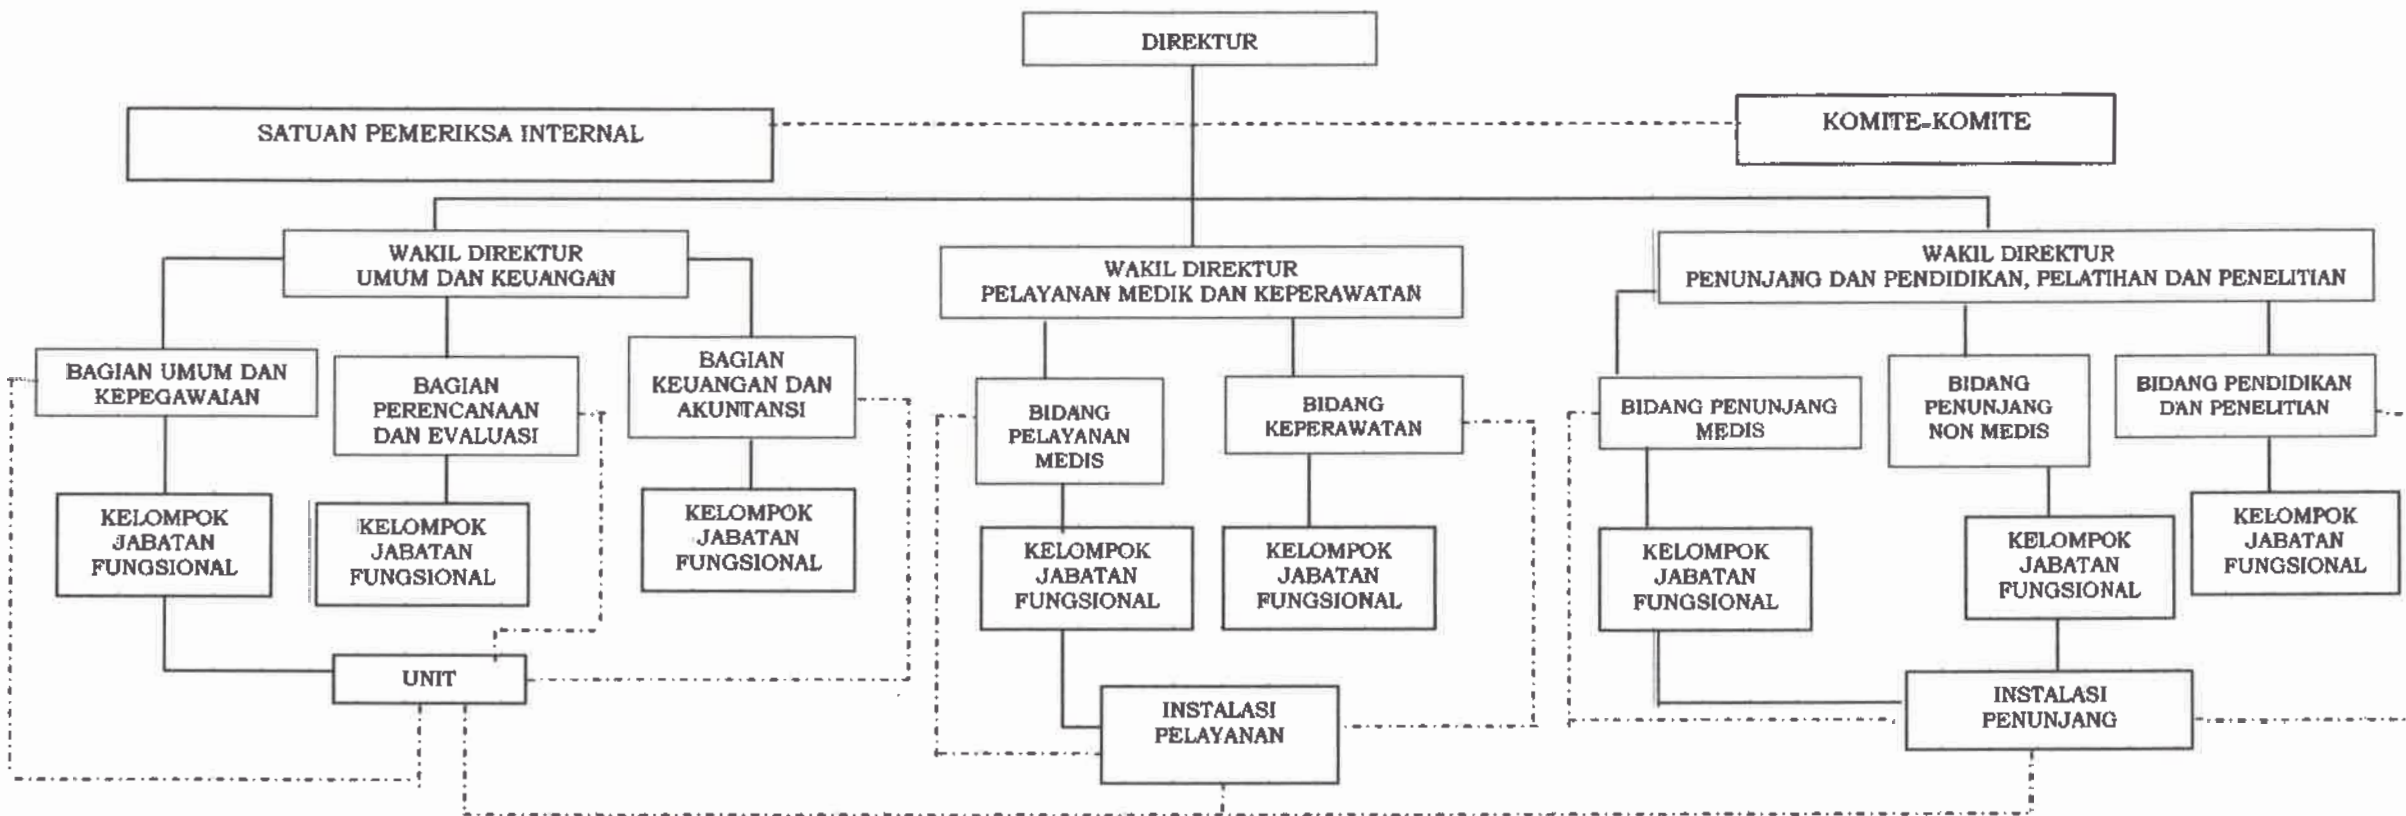 DIREKTUR
SATUAN PEMERIKSA INTERNAL
KOMITE-KOMITE
WAKIL DIREKTUR
UMUM DAN KEUANGAN
WAKIL DIREKTUR
PELAYANAN MEDIK DAN KEPERAWATAN
WAKIL DIREKTUR
PENUNJANG DAN PENDIDIKAN, PELATIHAN DAN PENELITIAN
BAGIAN UMUM DAN
KEPEGAWAIAN
BAGIAN
PERENCANAAN
DAN EVALUASI
BAGIAN
KEUANGAN DAN
AKUNTANSI
BIDANG
PELAYANAN
MEDIS
BIDANG
KEPERAWATAN
BIDANG PENUNJANG
MEDIS
BIDANG
PENUNJANG
NON MEDIS
BIDANG PENDIDIKAN
DAN PENELITIAN
KELOMPOK
JABATAN
FUNGSIONAL
KELOMPOK
JABATAN
FUNGSIONAL
KELOMPOK
JABATAN
FUNGSIONAL
KELOMPOK
JABATAN
FUNGSIONAL
KELOMPOK
JABATAN
FUNGSIONAL
KELOMPOK
JABATAN
FUNGSIONAL
KELOMPOK
JABATAN
FUNGSIONAL
KELOMPOK
JABATAN
FUNGSIONAL
UNIT
INSTALASI
PELAYANAN
INSTALASI
PENUNJANG